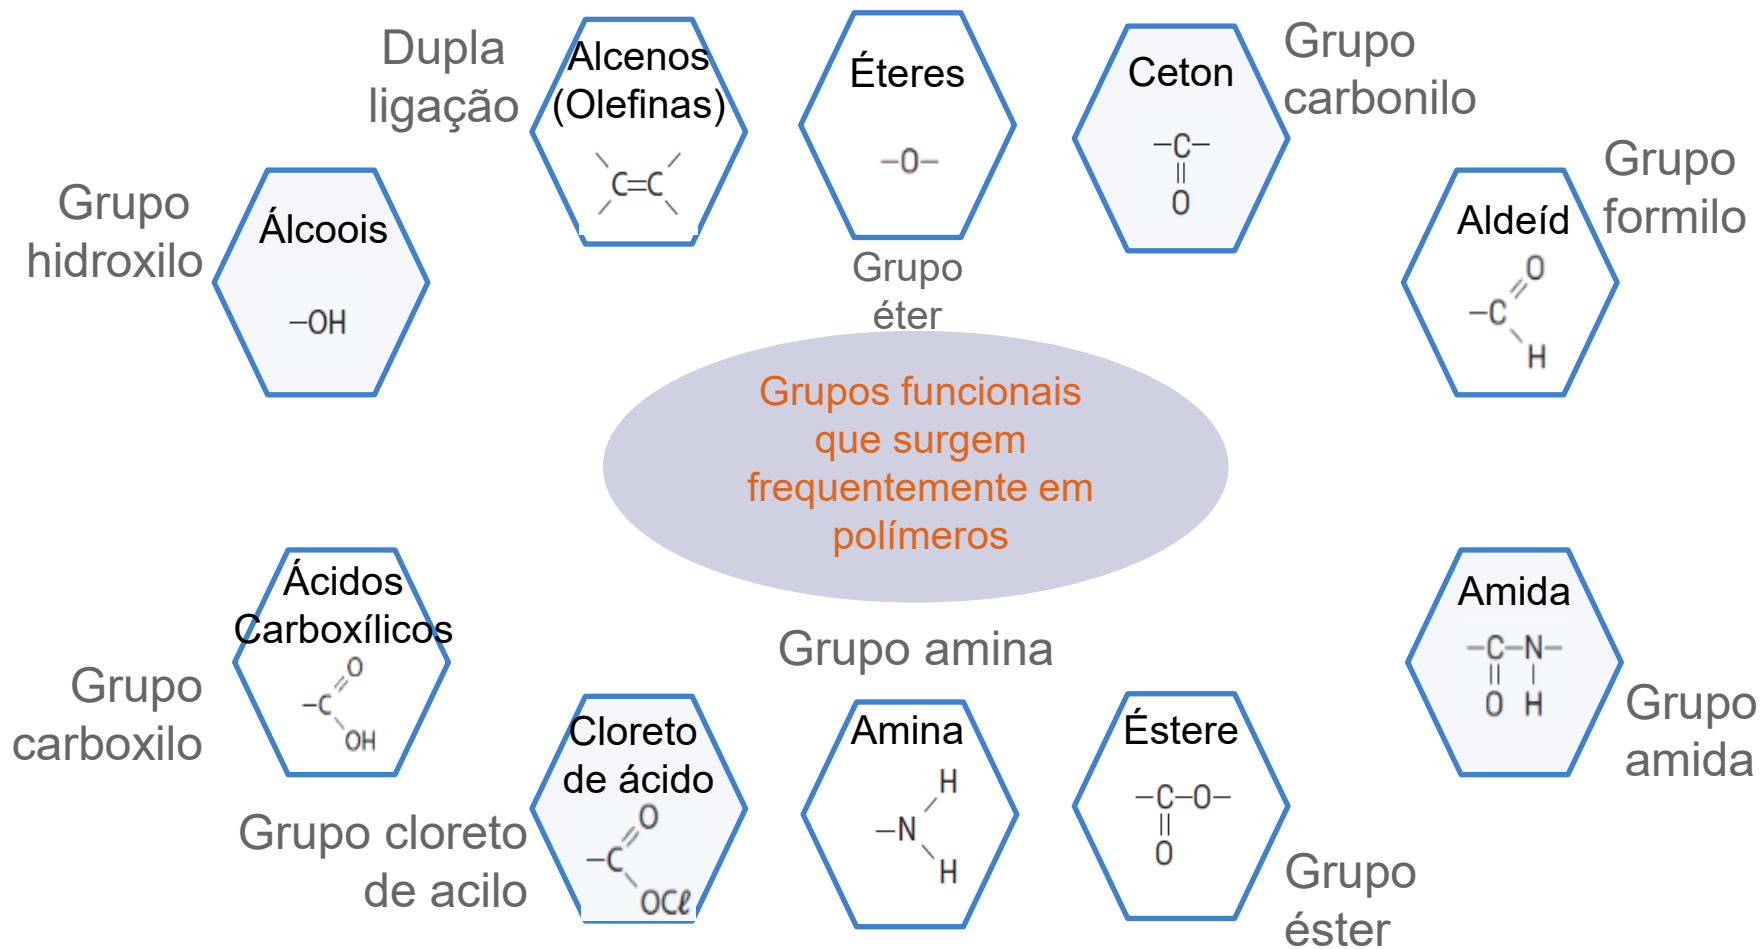 Dupla
ligação
Alcenos
(Olefinas)
C=C
Éteres
–O–
Grupo
éter
Ceton
–C–
O
Grupo
carbonilo
Grupo
formilo
Aldeíd
O
–C
H
Grupo
hidroxilo
Álcoois
–OH
Grupos funcionais
que surgem
frequentemente em
polímeros
Ácidos
Carboxílicos
O
–C
OH
Grupo
carboxilo
Grupo cloreto
de acilo
Cloreto
de ácido
O
–C
OCℓ
Grupo amina
Amina
H
–N
H
Éstere
–C–O–
O
Grupo
éster
Amida
–C–N–
O H
Grupo
amida